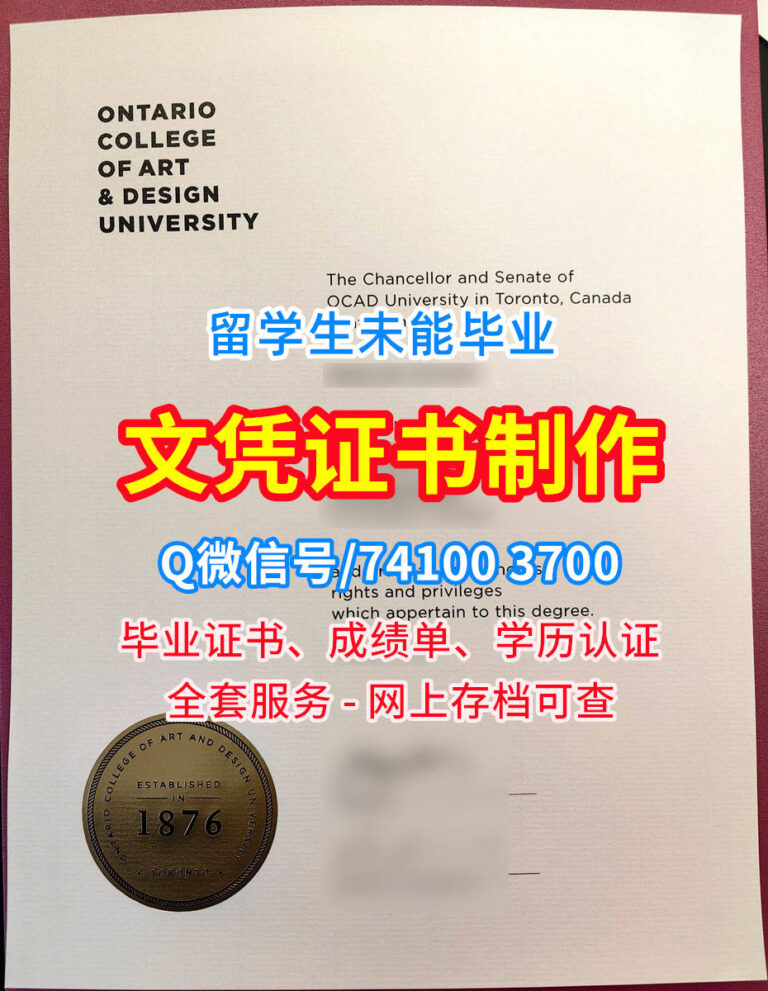 ONTARIO
COLLEGE
OF ART
& DESIGN
UNIVERSITY
The Chancellor and Senate of
OCAD University in Toronto, Canada
留学生未能毕业
文凭证书制作
Q微信号/74100 3700
rights and privileges
which appertain to this degree.
毕业证书、成绩单、学历认证
全套服务 - 网上存档可查
ONTARIO COLLEGE OF ART AND DESIGN UNIVERSITY
ESTABLISHED
IN
1876
TORONTO